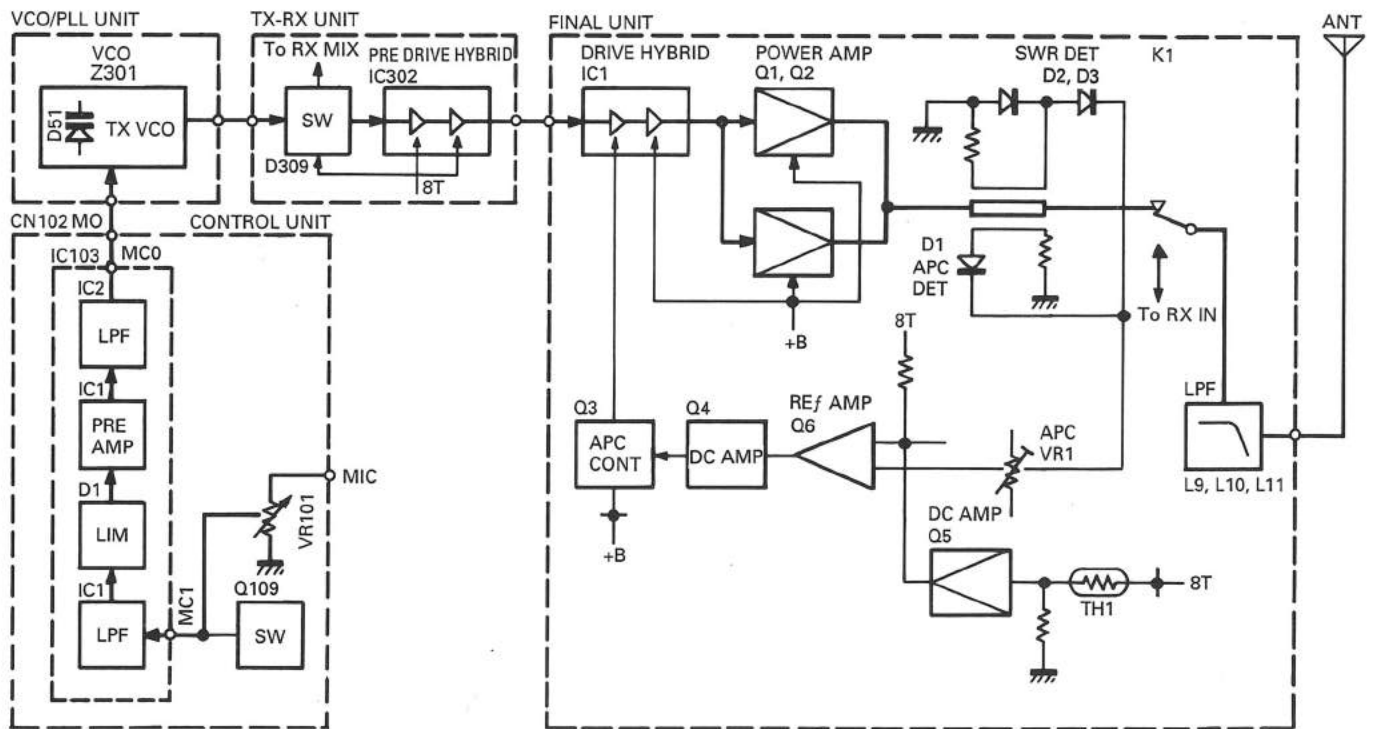 VCO/PLL UNIT
TX-RX UNIT
FINAL UNIT
ANT
VCO
Z301
D51
TX VCO
To RX MIX
PRE DRIVE HYBRID
IC302
SW
D309
8T
DRIVE HYBRID
IC1
POWER AMP
Q1, Q2
SWR DET
D2, D3
K1
D1
APC
DET
To RX IN
+B
8T
CN102 MO
CONTROL UNIT
IC103
MC0
IC2
LPF
IC1
PRE
AMP
D1
LIM
IC1
LPF
MC1
MIC
VR101
Q109
SW
Q3
APC
CONT
+B
Q4
DC AMP
REf AMP
Q6
APC
VR1
LPF
L9, L10, L11
DC AMP
Q5
TH1
8T